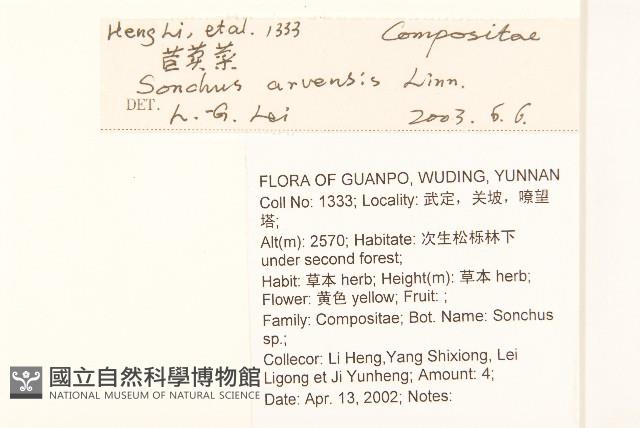 Heng Li, et al. 1333 Compositae
苣荬菜
Sonchus arvensis Linn.
DET. L.-G. Lei 2003. 6. 6.
FLORA OF GUANPO, WUDING, YUNNAN
Coll No: 1333; Locality: 武定，关坡，嘹望
塔;
Alt(m): 2570; Habitate: 次生松栎林下
under second forest;
Habit: 草本 herb; Height(m): 草本 herb;
Flower: 黄色 yellow; Fruit: ;
Family: Compositae; Bot. Name: Sonchus
sp.;
Collecor: Li Heng,Yang Shixiong, Lei
Ligong et Ji Yunheng; Amount: 4;
Date: Apr. 13, 2002; Notes:
國立自然科學博物館
NATIONAL MUSEUM OF NATURAL SCIENCE